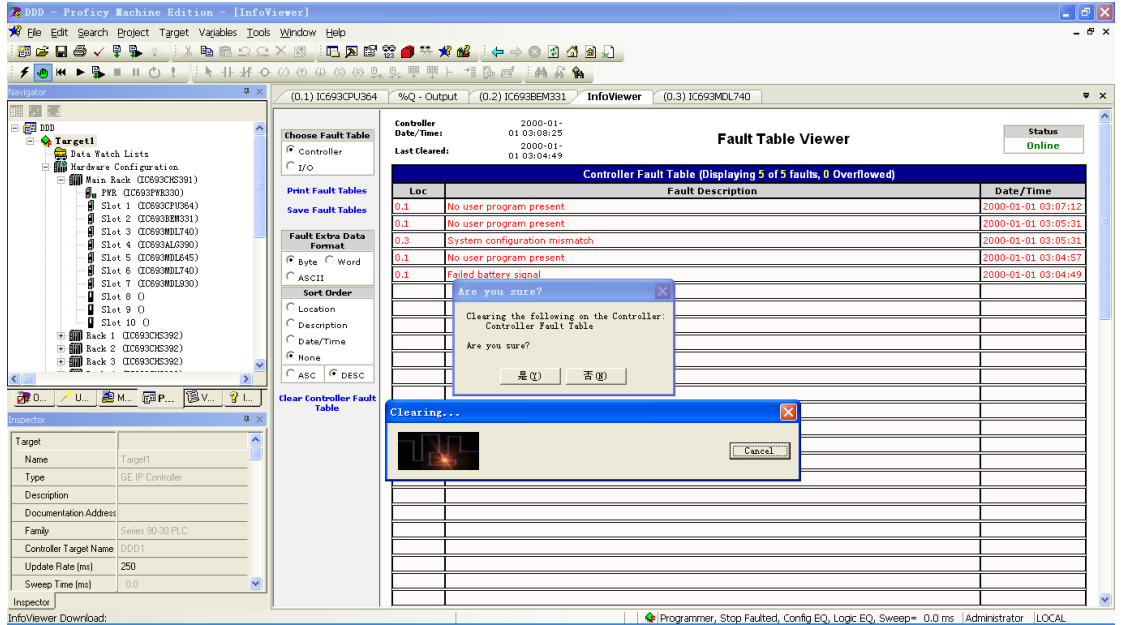 DDD - Proficy Machine Edition - [InfoViewer]
File Edit Search Project Target Variables Tools Window Help
Navigator
DDD
Target1
Data Watch Lists
Hardware Configuration
Main Rack (IC693CHS391)
PWR (IC693PWR330)
Slot 1 (IC693CPU364)
Slot 2 (IC693BEM331)
Slot 3 (IC693MDL740)
Slot 4 (IC693ALG390)
Slot 5 (IC693MDL645)
Slot 6 (IC693MDL740)
Slot 7 (IC693MDL930)
Slot 8 ()
Slot 9 ()
Slot 10 ()
Rack 1 (IC693CHS392)
Rack 2 (IC693CHS392)
Rack 3 (IC693CHS392)
O... U... M... P... V... I...
Inspector
Target
Name Target1
Type GE IP Controller
Description
Documentation Address
Family Series 90-30 PLC
Controller Target Name DDD1
Update Rate (ms) 250
Sweep Time (ms) 0.0
Inspector
(0.1) IC693CPU364 %Q - Output (0.2) IC693BEM331 InfoViewer (0.3) IC693MDL740
Choose Fault Table
Controller
I/O
Print Fault Tables
Save Fault Tables
Fault Extra Data
Format
Byte Word
ASCII
Sort Order
Location
Description
Date/Time
None
ASC DESC
Clear Controller Fault
Table
Controller
Date/Time:
2000-01-
01 03:08:25
Last Cleared:
2000-01-
01 03:04:49
Fault Table Viewer
Status
Online
Controller Fault Table (Displaying 5 of 5 faults, 0 Overflowed)
Loc Fault Description Date/Time
0.1 No user program present 2000-01-01 03:07:12
0.1 No user program present 2000-01-01 03:05:31
0.3 System configuration mismatch 2000-01-01 03:05:31
0.1 No user program present 2000-01-01 03:04:57
0.1 Failed battery signal 2000-01-01 03:04:49
Are you sure?
Clearing the following on the Controller:
Controller Fault Table
Are you sure?
是(Y) 否(N)
Clearing...
Cancel
InfoViewer Download:
Programmer, Stop Faulted, Config EQ, Logic EQ, Sweep= 0.0 ms Administrator LOCAL